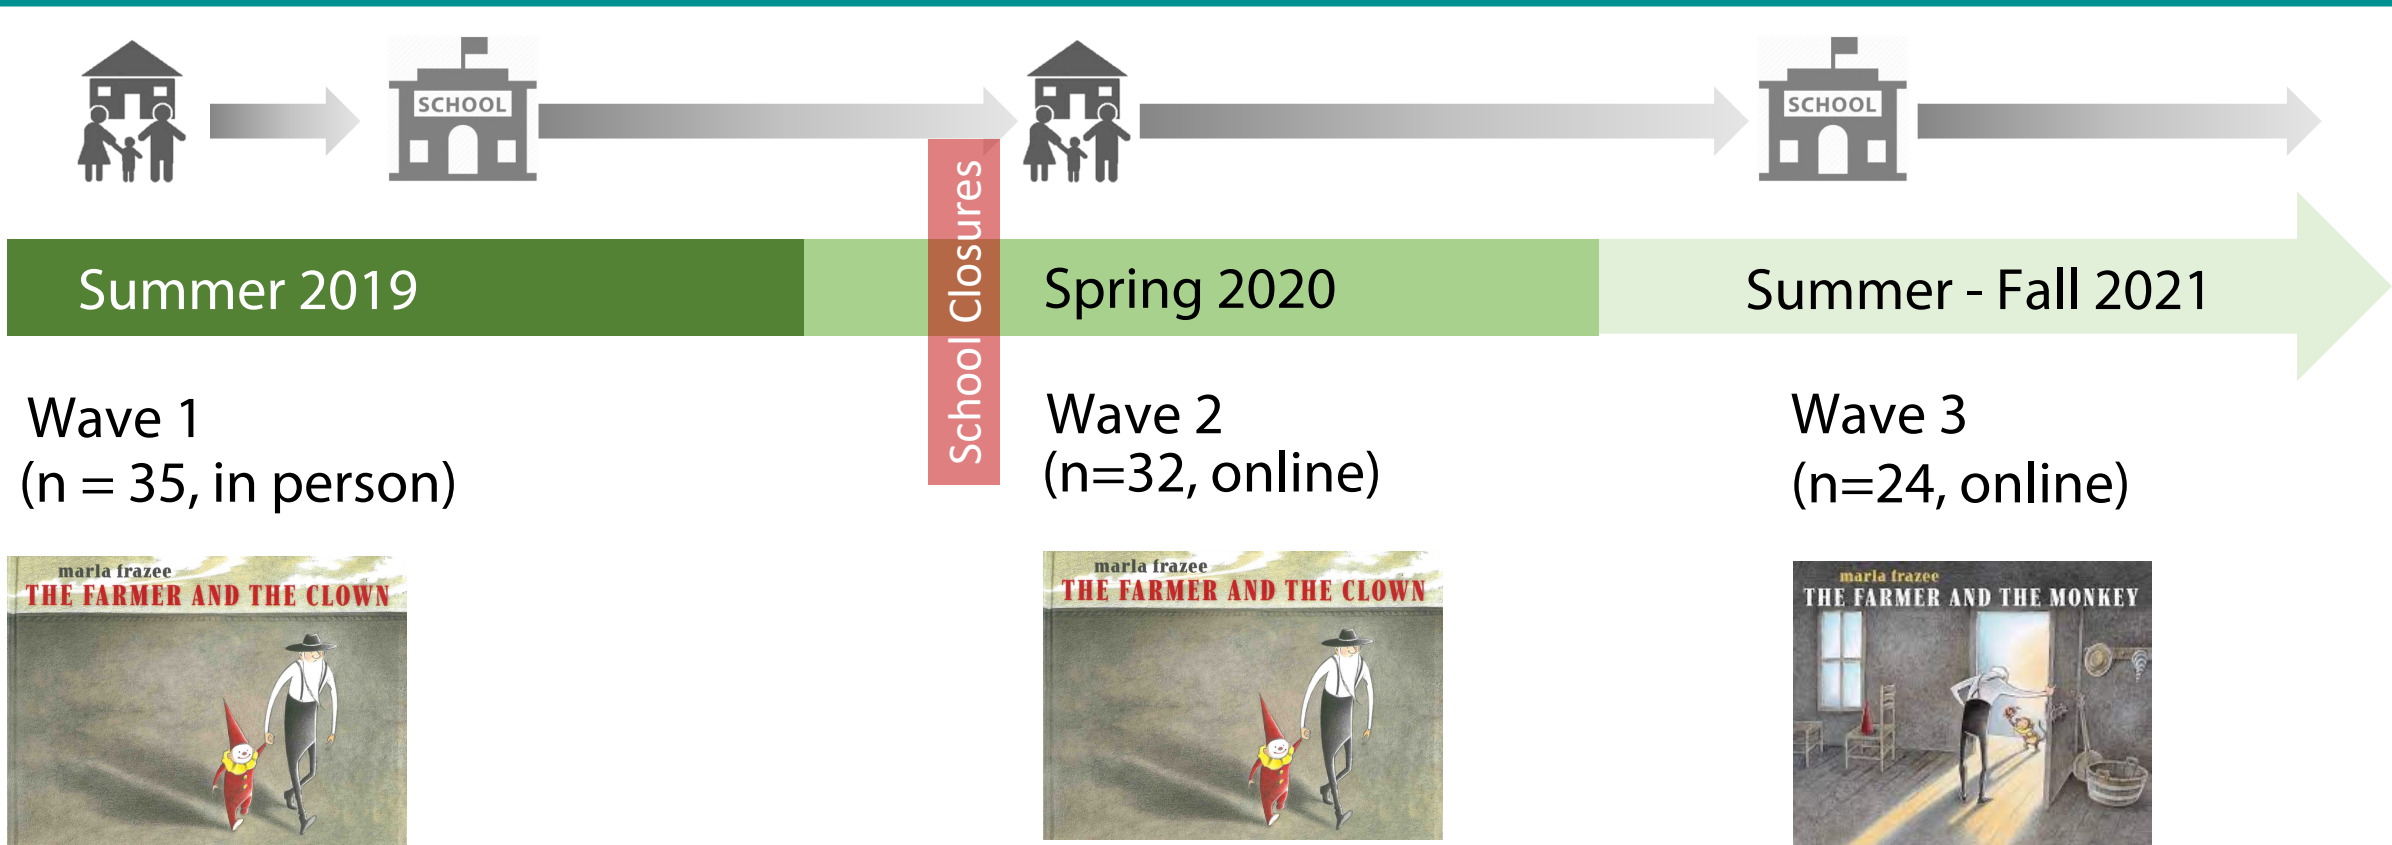 SCHOOL
SCHOOL
School Closures
Summer 2019
Spring 2020
Summer - Fall 2021
Wave 1
(n = 35, in person)
Wave 2
(n=32, online)
Wave 3
(n=24, online)
marla frazee
THE FARMER AND THE CLOWN
marla frazee
THE FARMER AND THE CLOWN
marla frazee
THE FARMER AND THE MONKEY